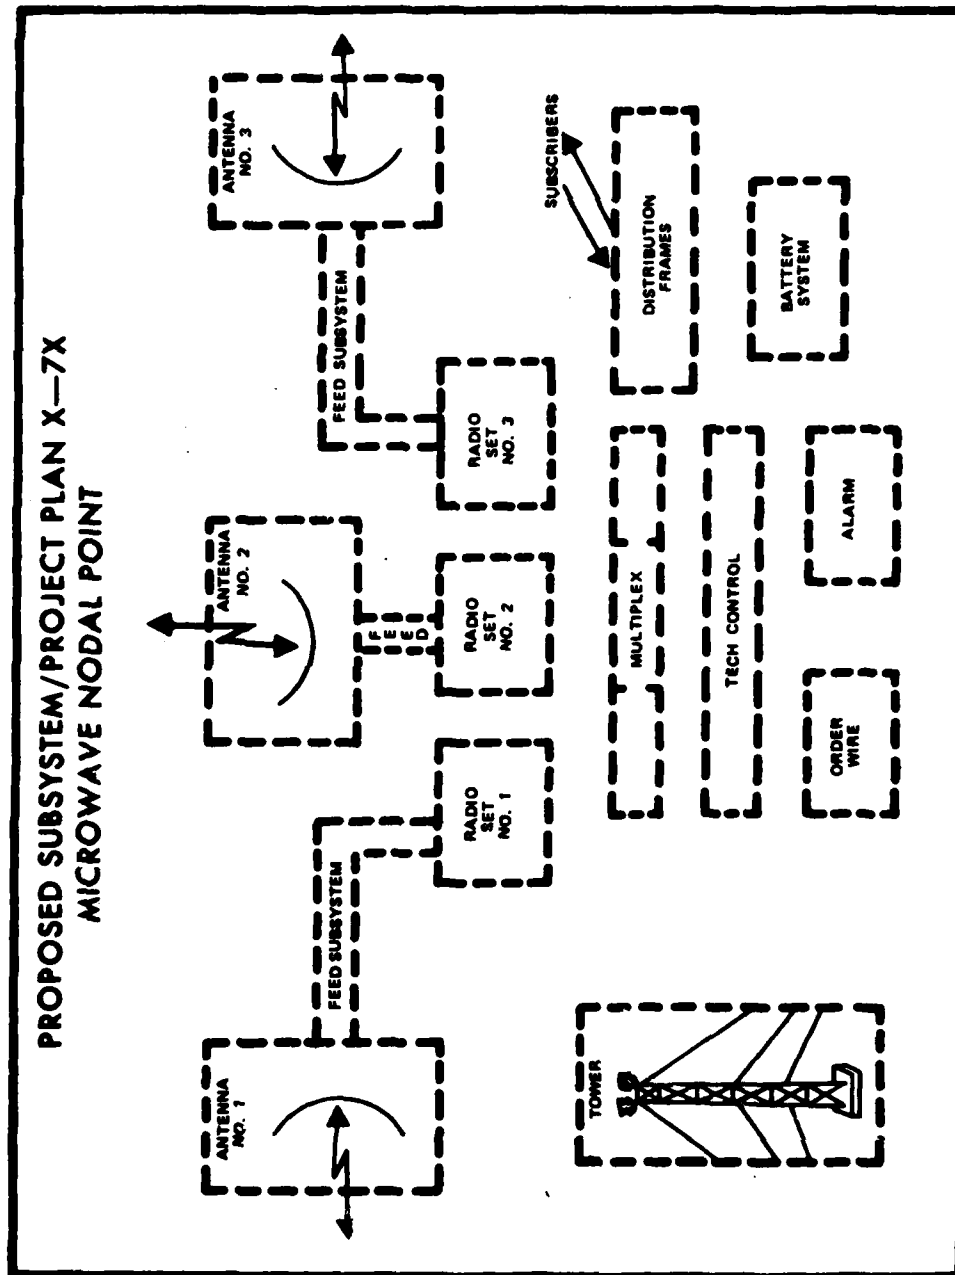 PROPOSED SUBSYSTEM/PROJECT PLAN X—7X
MICROWAVE NODAL POINT
ANTENNA
NO. 1
FEED SUBSYSTEM
RADIO
SET
NO. 1
ANTENNA
NO. 2
FEED
RADIO
SET
NO. 2
ANTENNA
NO. 3
FEED SUBSYSTEM
RADIO
SET
NO. 3
TOWER
MULTIPLEX
TECH CONTROL
ORDER
WIRE
ALARM
SUBSCRIBERS
DISTRIBUTION
FRAMES
BATTERY
SYSTEM